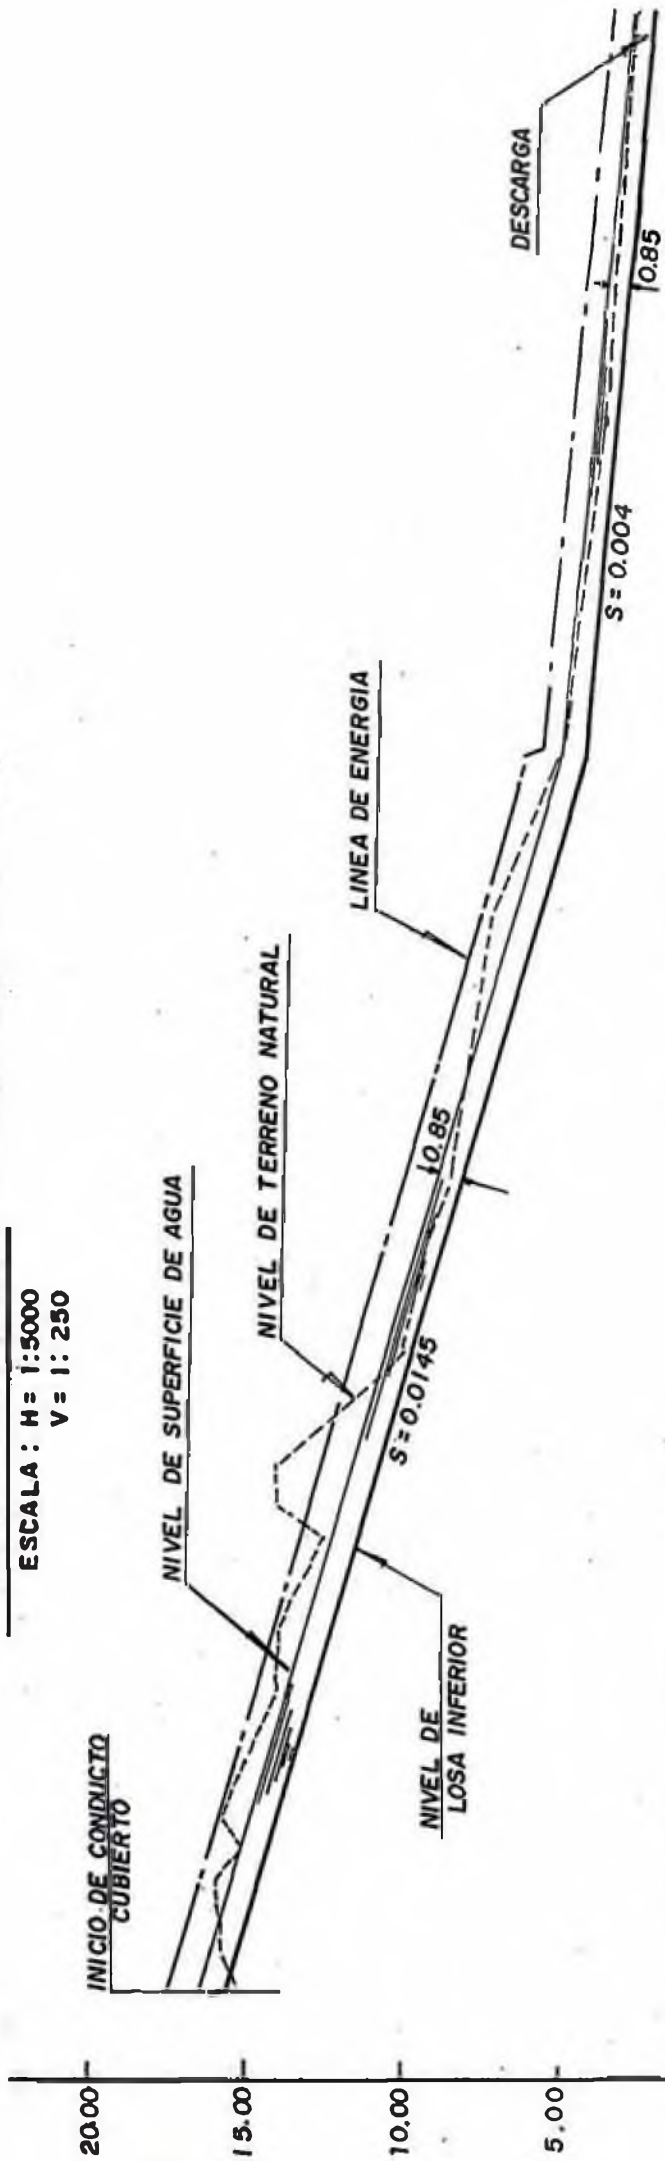 ESCALA : H = 1:5000
V = 1: 250
INICIO DE CONDUCTO
CUBIERTO
NIVEL DE SUPERFICIE DE AGUA
NIVEL DE TERRENO NATURAL
LINEA DE ENERGIA
DESCARGA
0.85
0.85
S = 0.0145
S = 0.004
NIVEL DE
LOSA INFERIOR
20.00
15.00
10.00
5.00